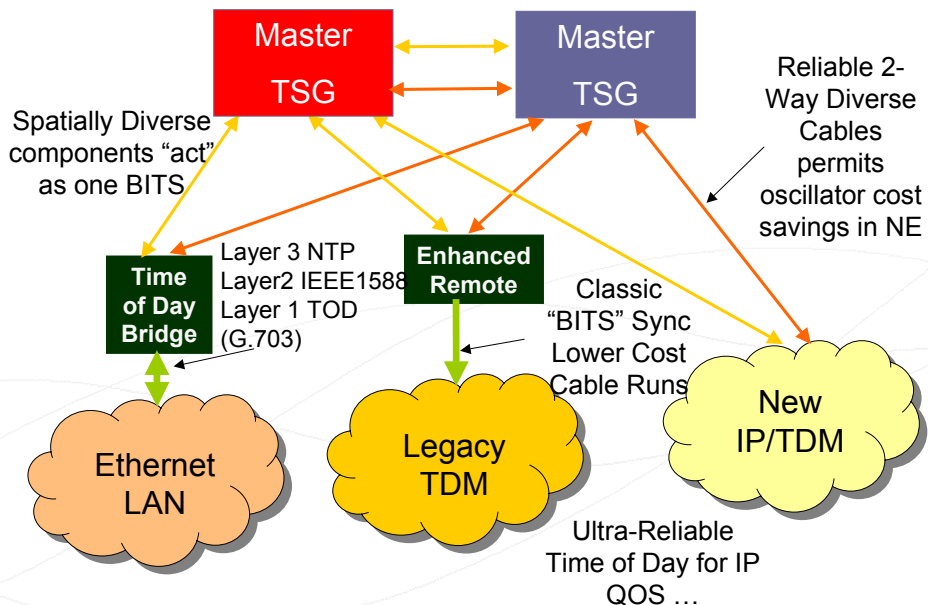 Master
TSG
Master
TSG
Reliable 2-
Way Diverse
Cables
permits
oscillator cost
savings in NE
Spatially Diverse
components “act”
as one BITS
Time
of Day
Bridge
Layer 3 NTP
Layer2 IEEE1588
Layer 1 TOD
(G.703)
Enhanced
Remote
Classic
“BITS” Sync
Lower Cost
Cable Runs
Ethernet
LAN
Legacy
TDM
New
IP/TDM
Ultra-Reliable
Time of Day for IP
QOS ...